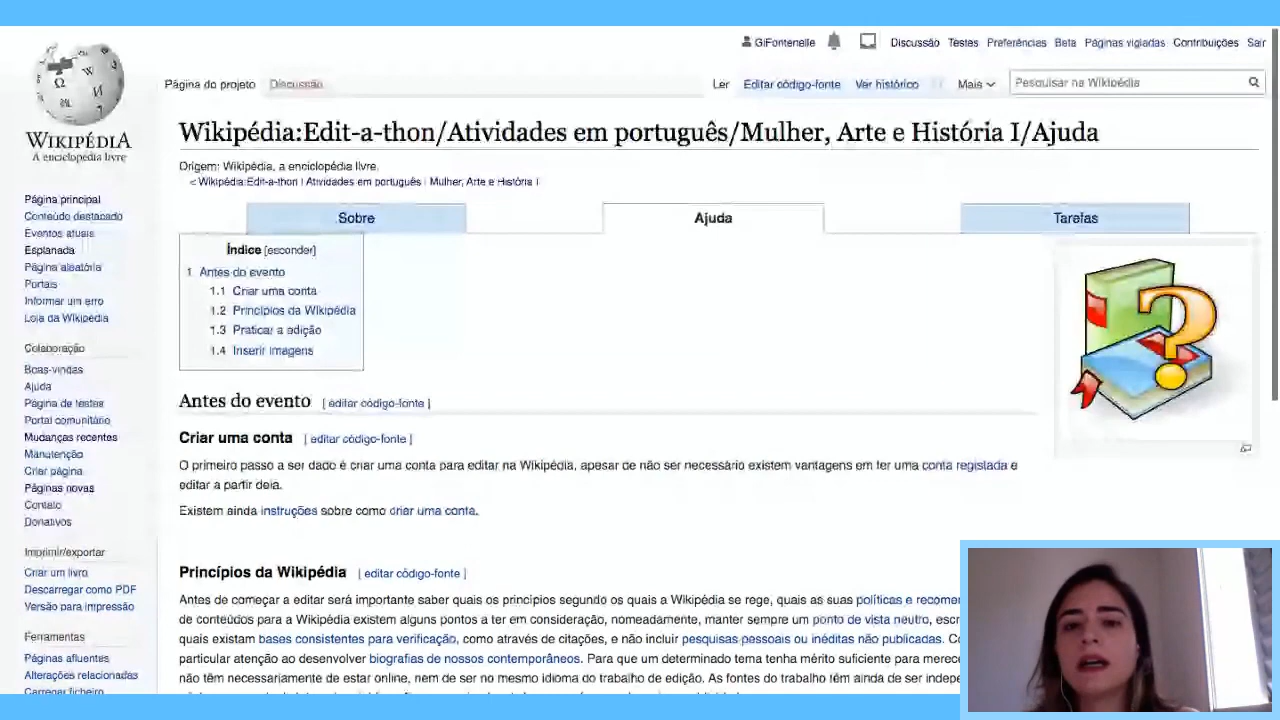 GiFontenelle Discussão Testes Preferências Beta Páginas vigiadas Contribuições Sair
Página do projeto Discussão Ler Editar código-fonte Ver histórico Mais Pesquisar na Wikipédia
WIKIPÉDIA
A enciclopédia livre
Wikipédia:Edit-a-thon/Atividades em português/Mulher, Arte e História I/Ajuda
Origem: Wikipédia, a enciclopédia livre.
< Wikipédia:Edit-a-thon | Atividades em português | Mulher, Arte e História I
Sobre Ajuda Tarefas
Página principal
Conteúdo destacado
Eventos atuais
Esplanada
Página aleatória
Portais
Informar um erro
Loja da Wikipédia
Colaboração
Boas-vindas
Ajuda
Página de testes
Portal comunitário
Mudanças recentes
Manutenção
Criar página
Páginas novas
Contato
Donativos
Imprimir/exportar
Criar um livro
Descarregar como PDF
Versão para impressão
Ferramentas
Páginas afluentes
Alterações relacionadas
Carregar ficheiro
Índice [esconder]
1 Antes do evento
1.1 Criar uma conta
1.2 Princípios da Wikipédia
1.3 Praticar a edição
1.4 Inserir imagens
Antes do evento [ editar código-fonte ]
Criar uma conta [ editar código-fonte ]
O primeiro passo a ser dado é criar uma conta para editar na Wikipédia, apesar de não ser necessário existem vantagens em ter uma conta registada e
editar a partir dela.
Existem ainda instruções sobre como criar uma conta.
Princípios da Wikipédia [ editar código-fonte ]
Antes de começar a editar será importante saber quais os princípios segundo os quais a Wikipédia se rege, quais as suas políticas e recomen
de conteúdos para a Wikipédia existem alguns pontos a ter em consideração, nomeadamente, manter sempre um ponto de vista neutro, escr
quais existam bases consistentes para verificação, como através de citações, e não incluir pesquisas pessoais ou inéditas não publicadas. Co
particular atenção ao desenvolver biografias de nossos contemporâneos. Para que um determinado tema tenha mérito suficiente para merece
não têm necessariamente de estar online, nem de ser no mesmo idioma do trabalho de edição. As fontes do trabalho têm ainda de ser indepe